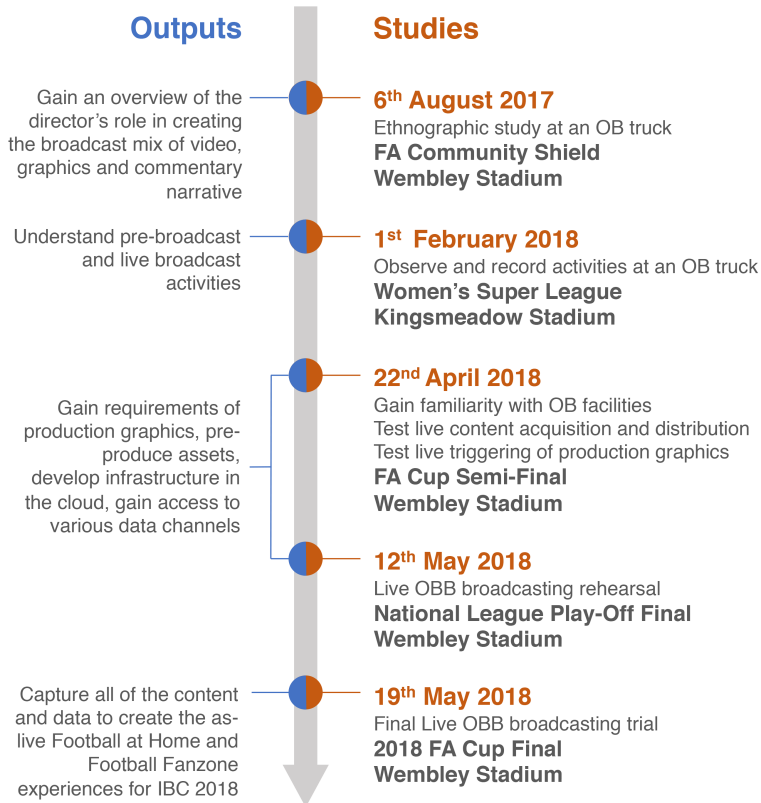 Outputs
Studies
Gain an overview of the
director's role in creating
the broadcast mix of video,
graphics and commentary
narrative
6th August 2017
Ethnographic study at an OB truck
FA Community Shield
Wembley Stadium
Understand pre-broadcast
and live broadcast
activities
1st February 2018
Observe and record activities at an OB truck
Women's Super League
Kingsmeadow Stadium
Gain requirements of
production graphics, pre-
produce assets,
develop infrastructure in
the cloud, gain access to
various data channels
22nd April 2018
Gain familiarity with OB facilities
Test live content acquisition and distribution
Test live triggering of production graphics
FA Cup Semi-Final
Wembley Stadium
12th May 2018
Live OBB broadcasting rehearsal
National League Play-Off Final
Wembley Stadium
Capture all of the content
and data to create the as-
live Football at Home and
Football Fanzone
experiences for IBC 2018
19th May 2018
Final Live OBB broadcasting trial
2018 FA Cup Final
Wembley Stadium